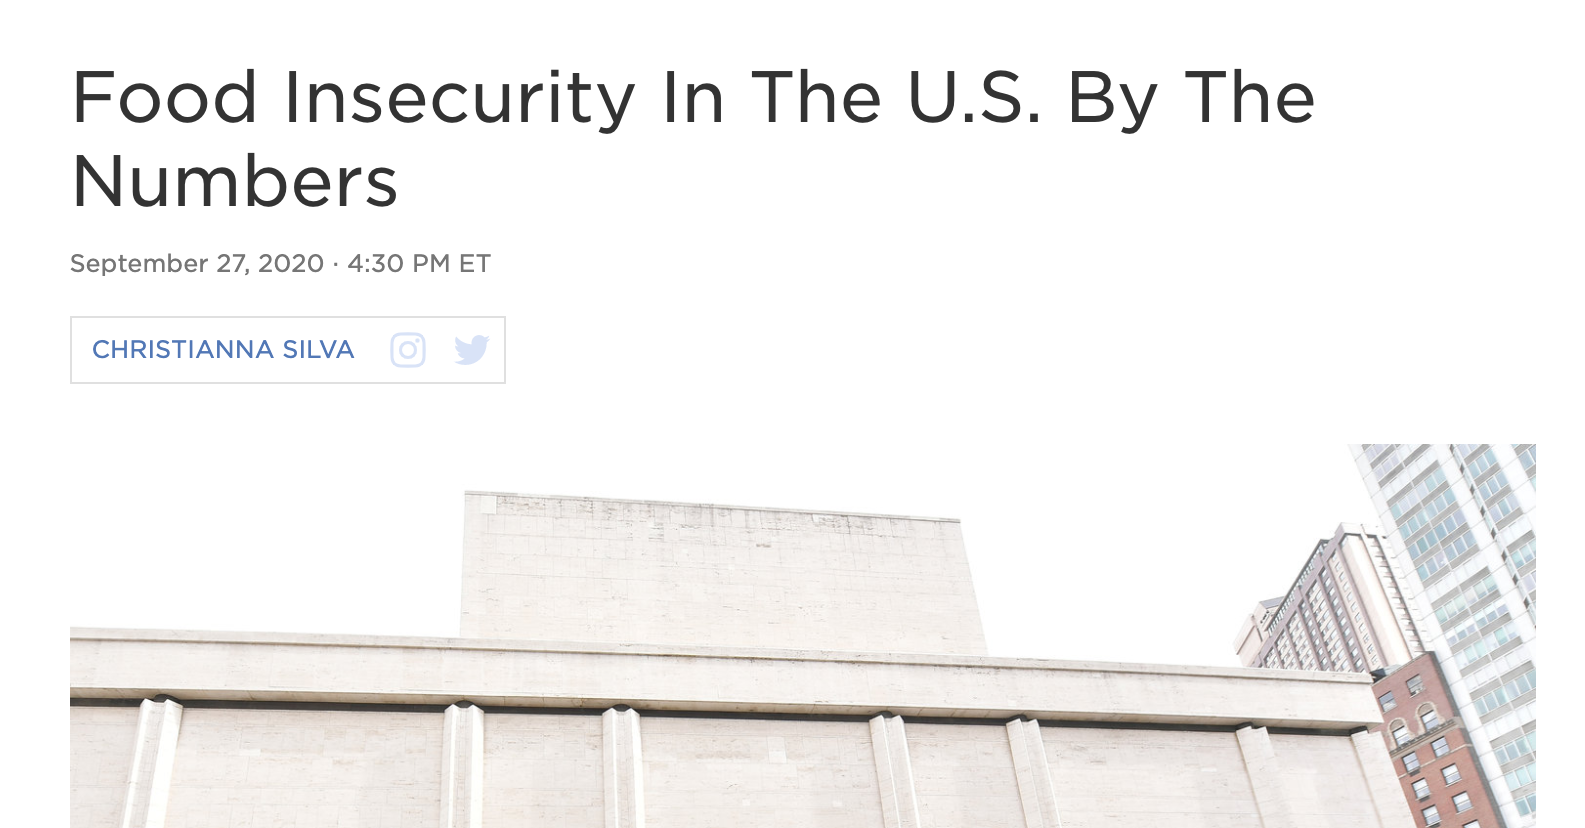 Food Insecurity In The U.S. By The
Numbers
September 27, 2020 · 4:30 PM ET
CHRISTIANNA SILVA